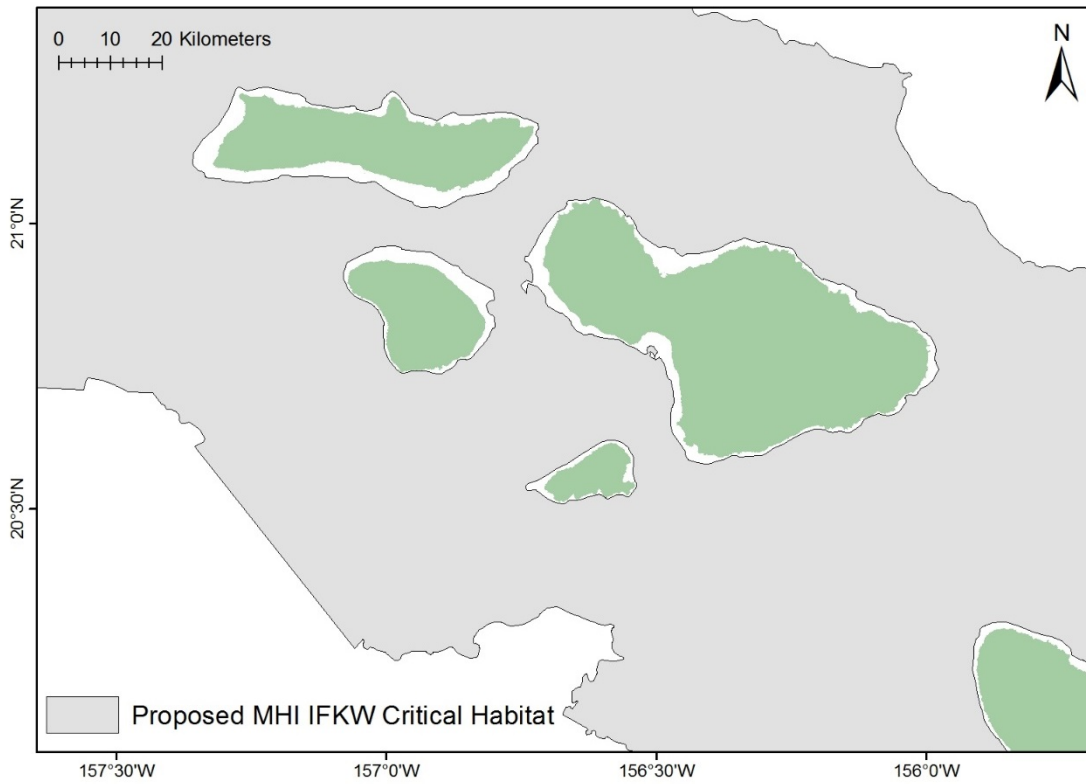 0 10 20 Kilometers
N
21°0'N
20°30'N
Proposed MHI IFKW Critical Habitat
157°30'W 157°0'W 156°30'W 156°0'W